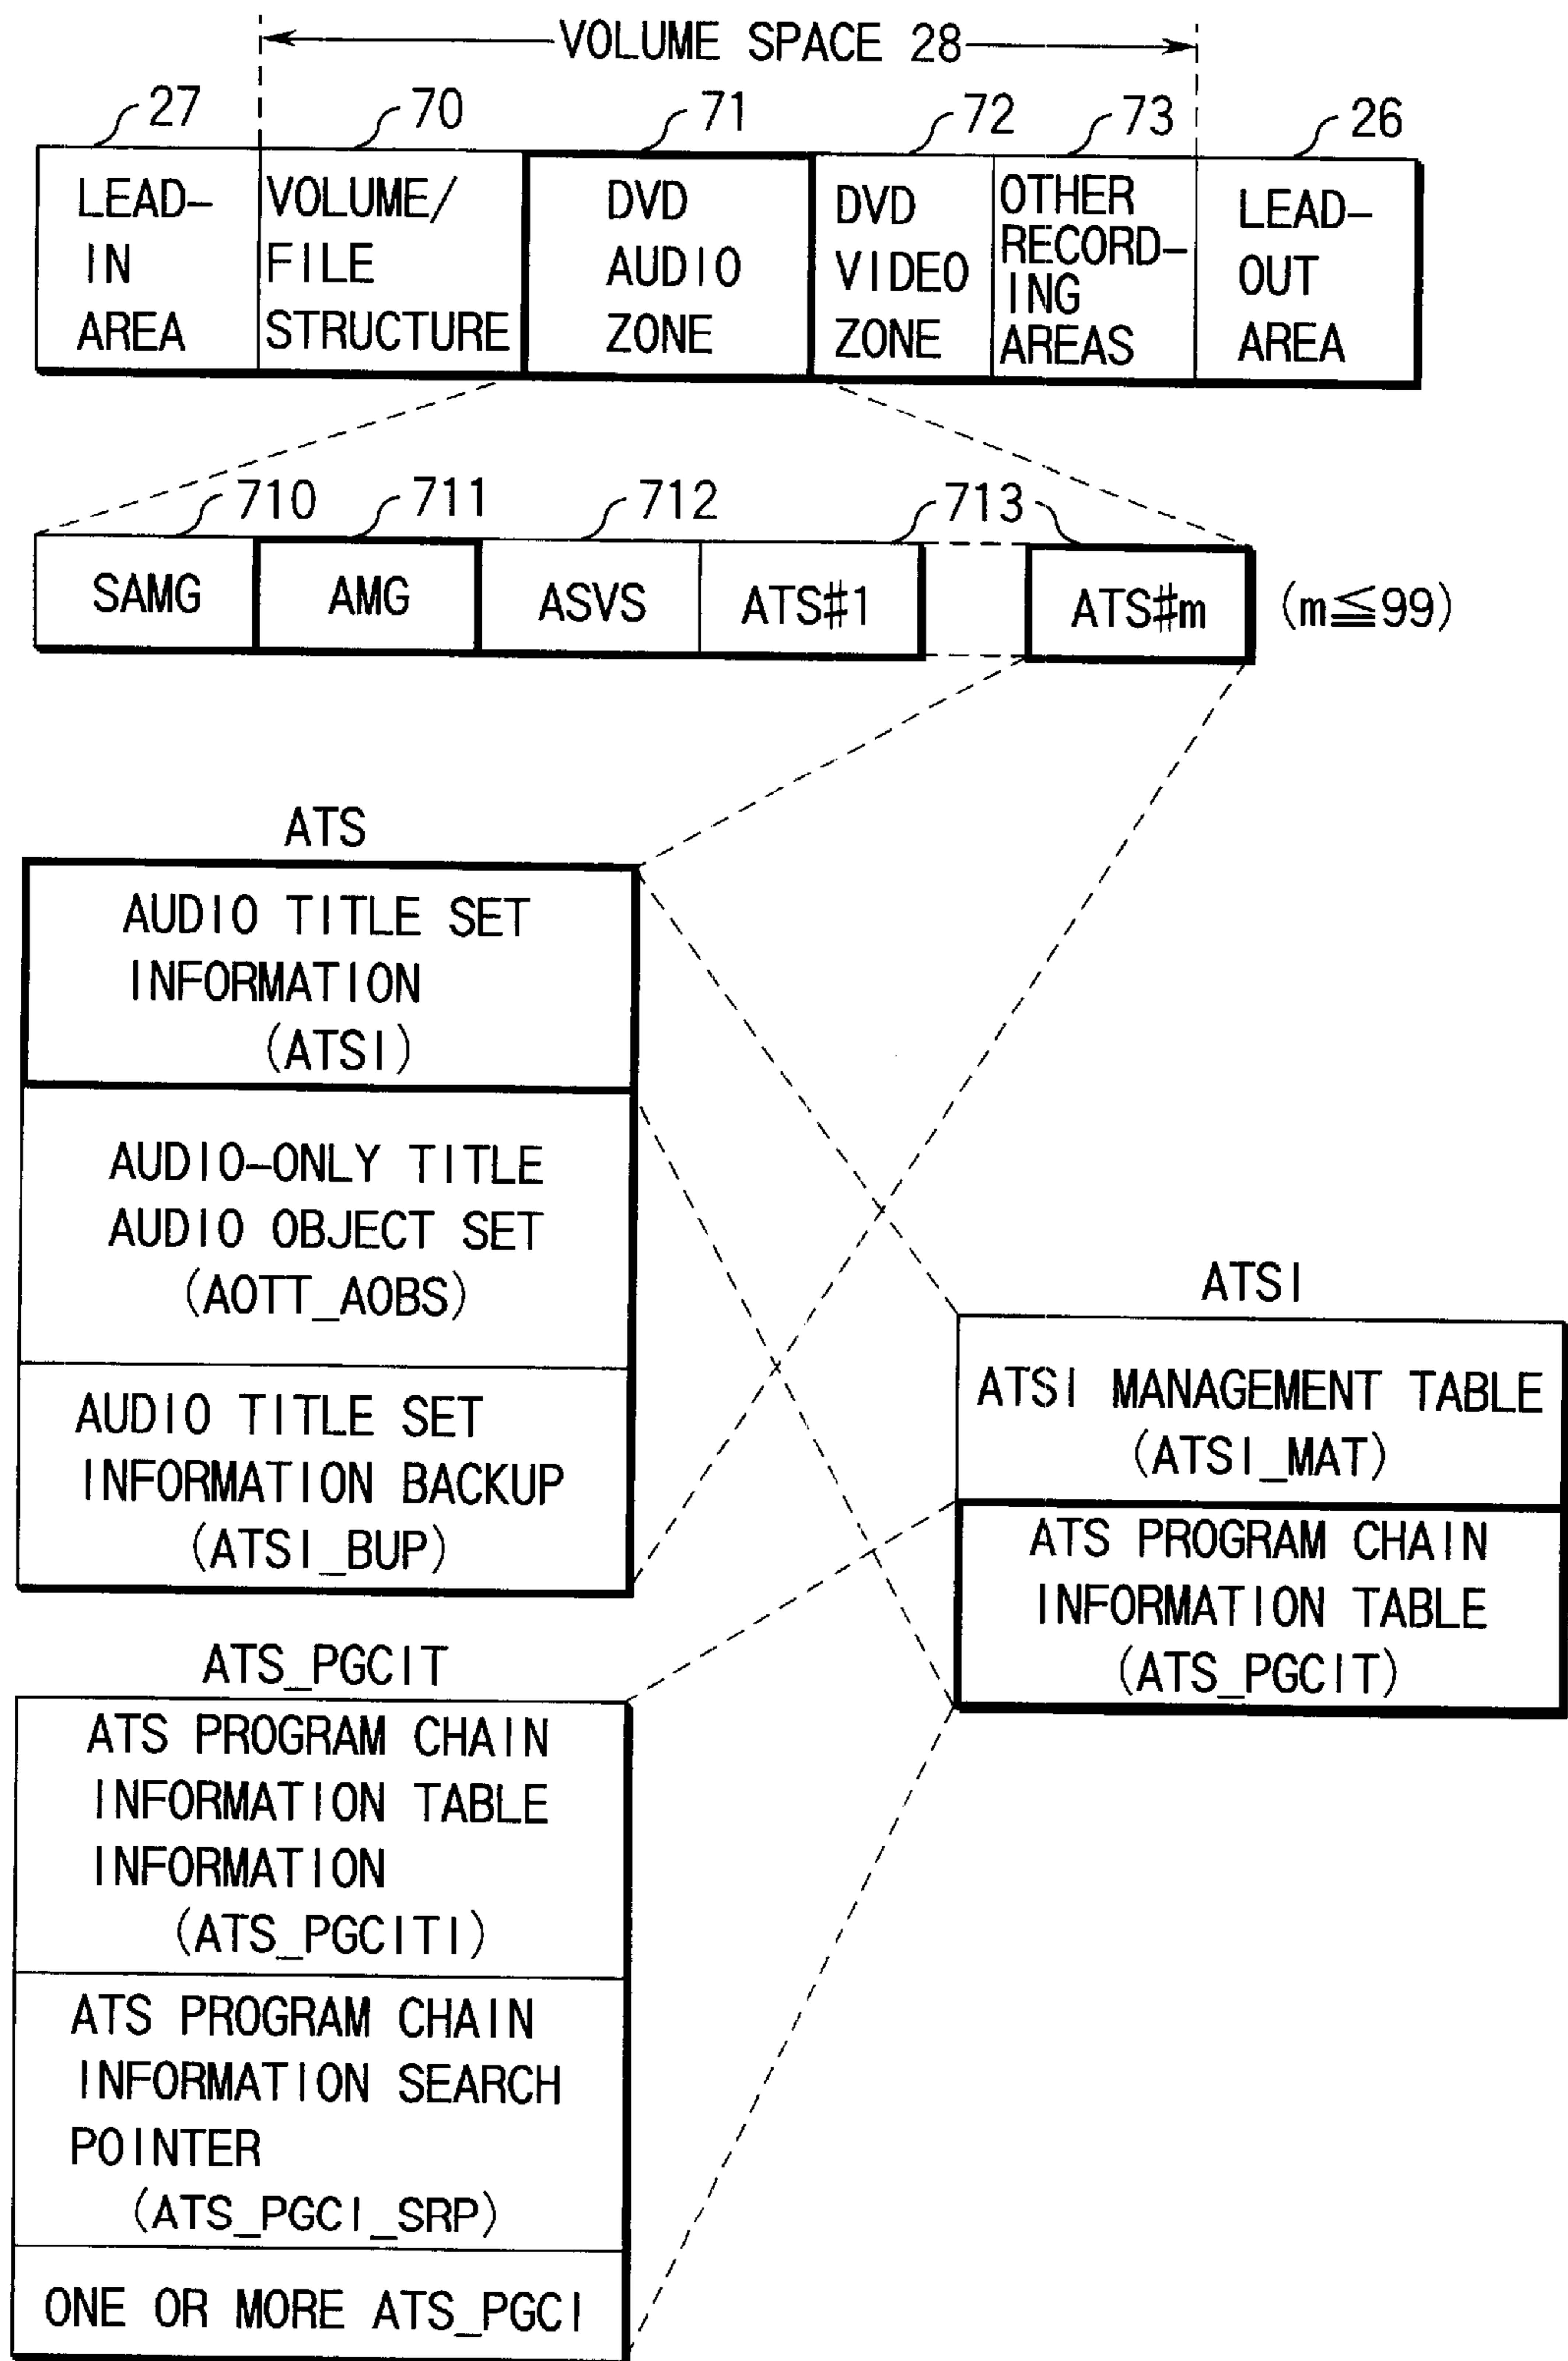 VOLUME SPACE 28
27 70 71 72 73 26
LEAD-
IN
AREA
VOLUME/
FILE
STRUCTURE
DVD
AUDIO
ZONE
DVD
VIDEO
ZONE
OTHER
RECORD-
ING
AREAS
LEAD-
OUT
AREA
710 711 712 713
SAMG AMG ASVS ATS#1 ATS#m (m≦99)
ATS
AUDIO TITLE SET
INFORMATION
(ATSI)
AUDIO-ONLY TITLE
AUDIO OBJECT SET
(AOTT_AOBS)
AUDIO TITLE SET
INFORMATION BACKUP
(ATSI_BUP)
ATSI
ATSI MANAGEMENT TABLE
(ATSI_MAT)
ATS PROGRAM CHAIN
INFORMATION TABLE
(ATS_PGCIT)
ATS_PGCIT
ATS PROGRAM CHAIN
INFORMATION TABLE
INFORMATION
(ATS_PGCITI)
ATS PROGRAM CHAIN
INFORMATION SEARCH
POINTER
(ATS_PGCI_SRP)
ONE OR MORE ATS_PGCI